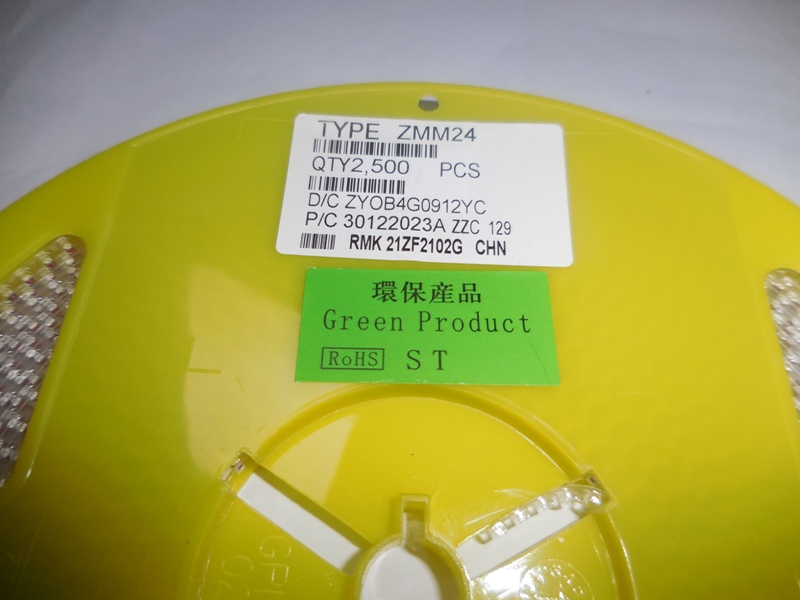 TYPE ZMM24
QTY2,500 PCS
D/C ZYOB4G0912YC
P/C 30122023A ZZC 129
RMK 21ZF2102G CHN
環保産品
Green Product
RoHS ST